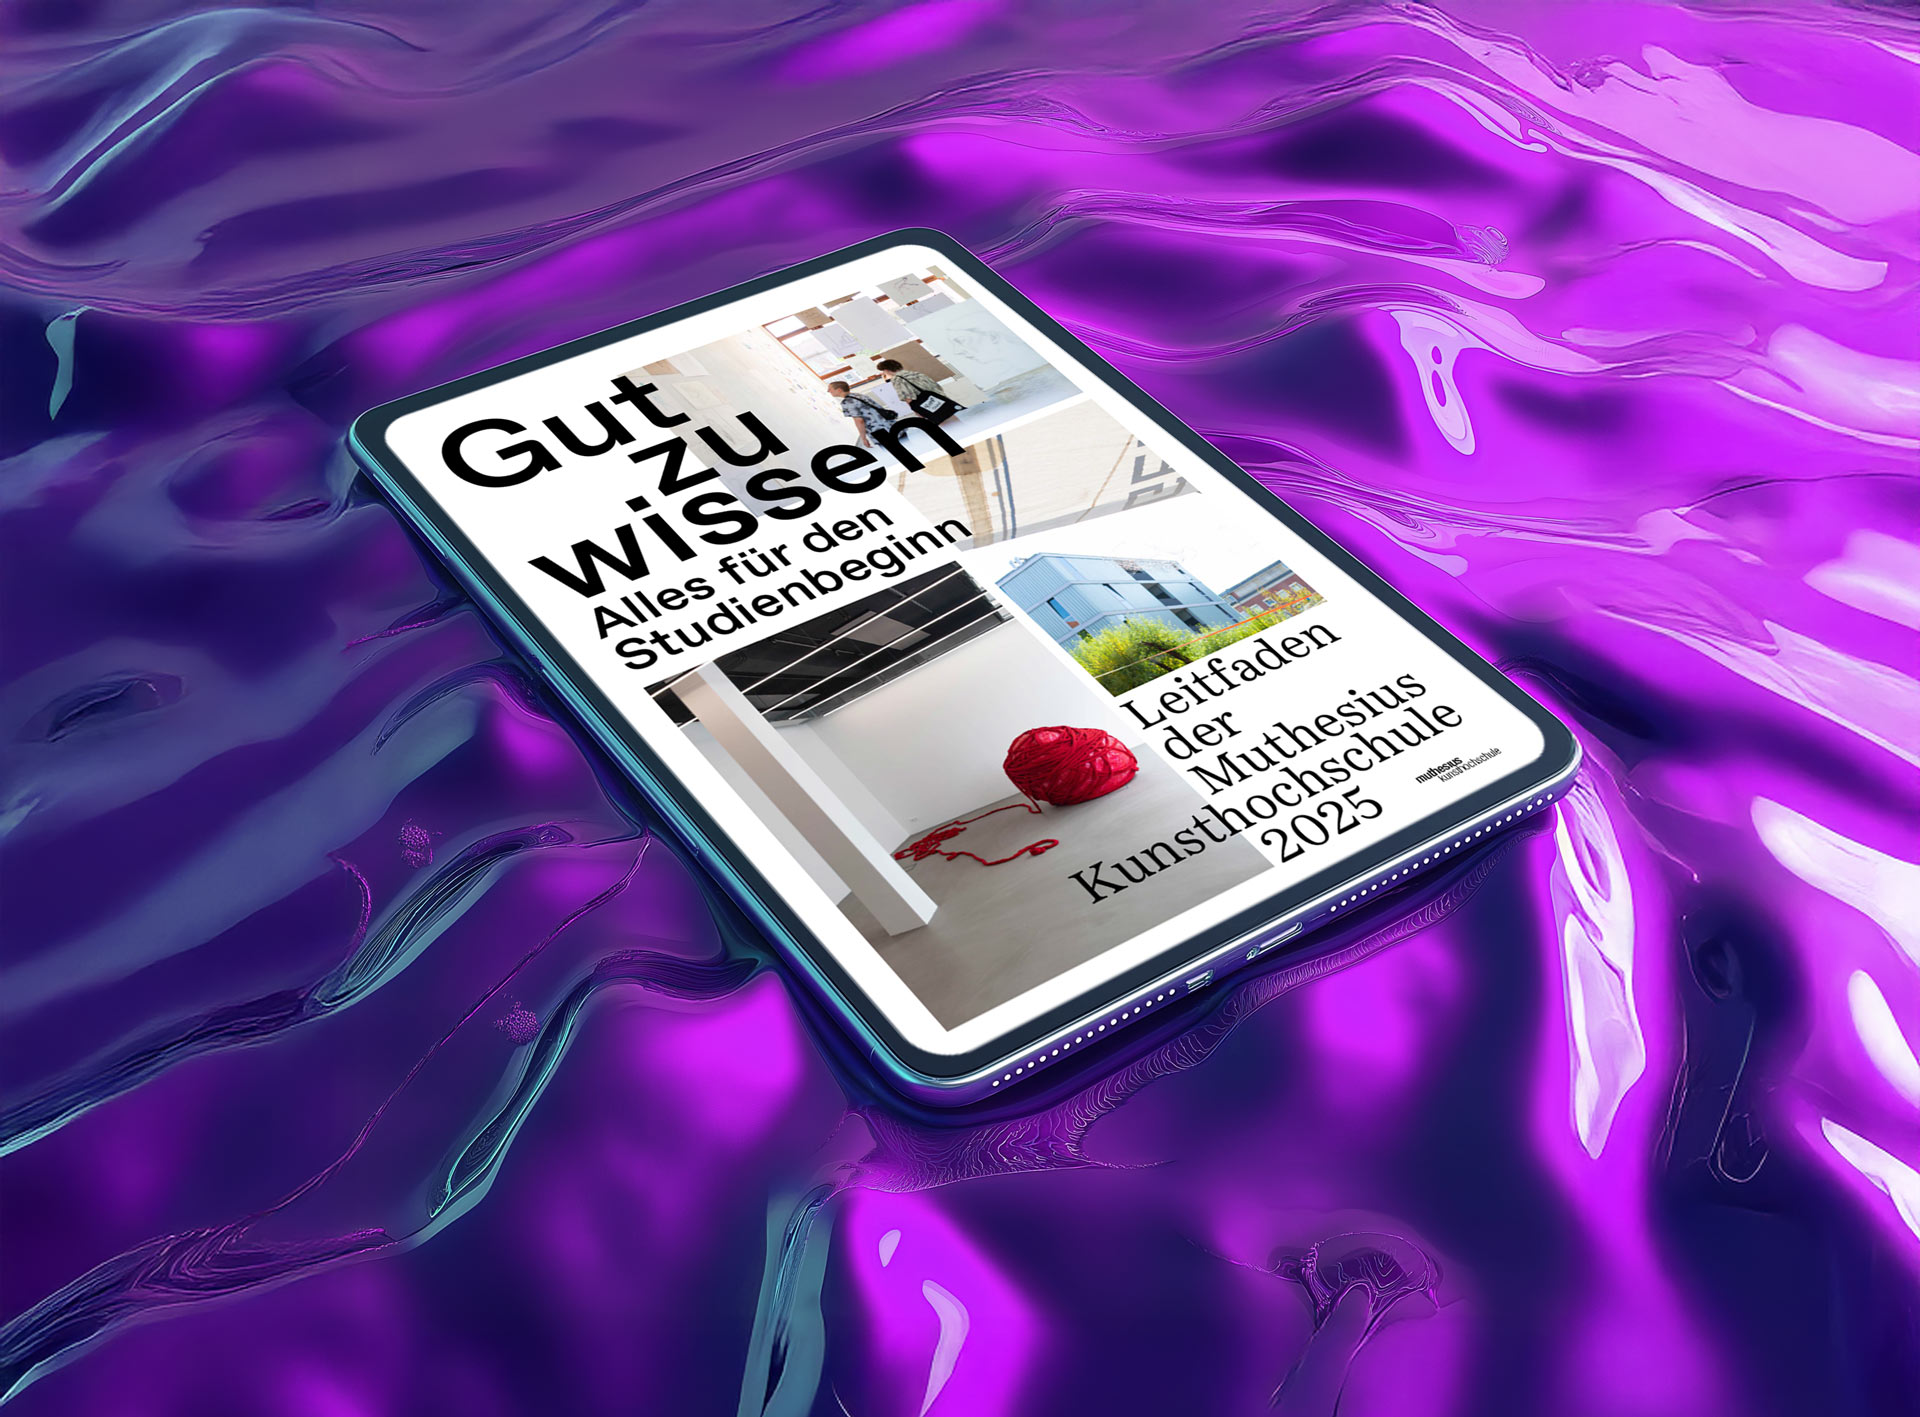 Gut
zu
wissen
Alles für den
Studienbeginn
Leitfaden
der
Muthesius
Kunsthochschule
2025
muthesius
kunsthochschule